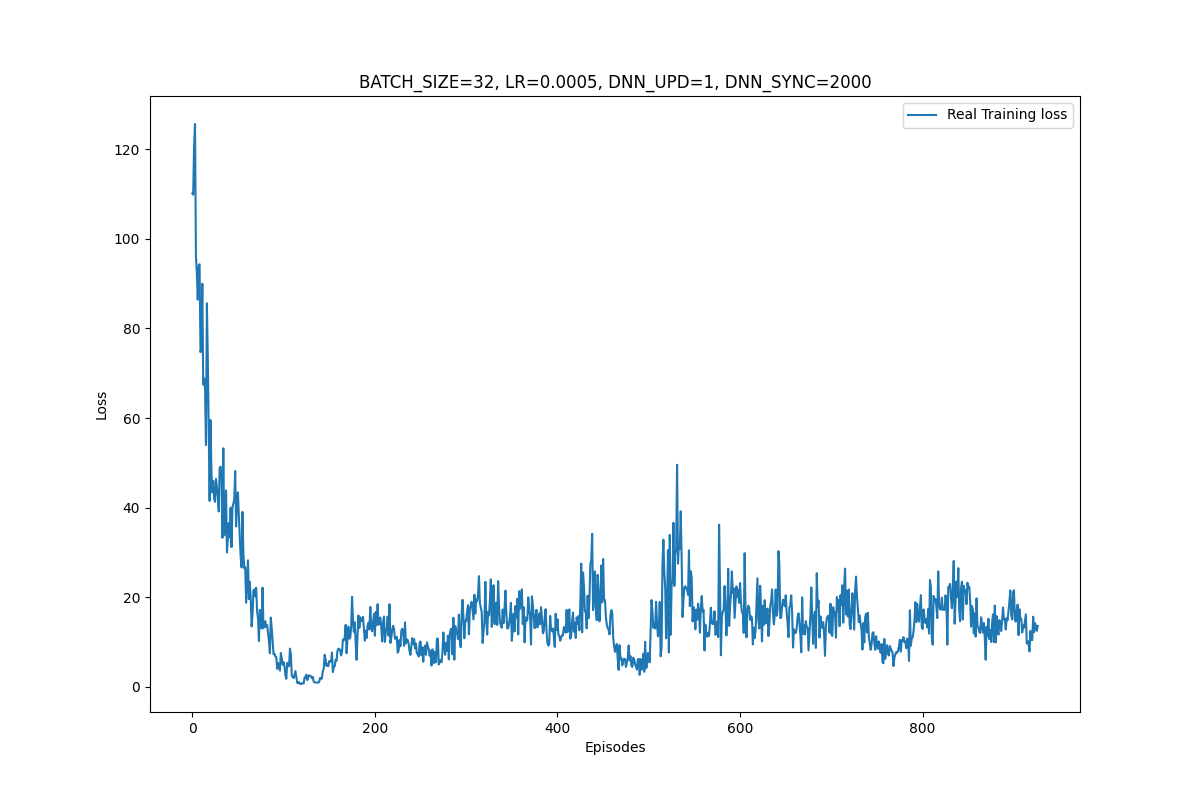 BATCH_SIZE=32, LR=0.0005, DNN_UPD=1, DNN_SYNC=2000
Real Training loss
120
100
80
60
40
20
0
Loss
0 200 400 600 800
Episodes